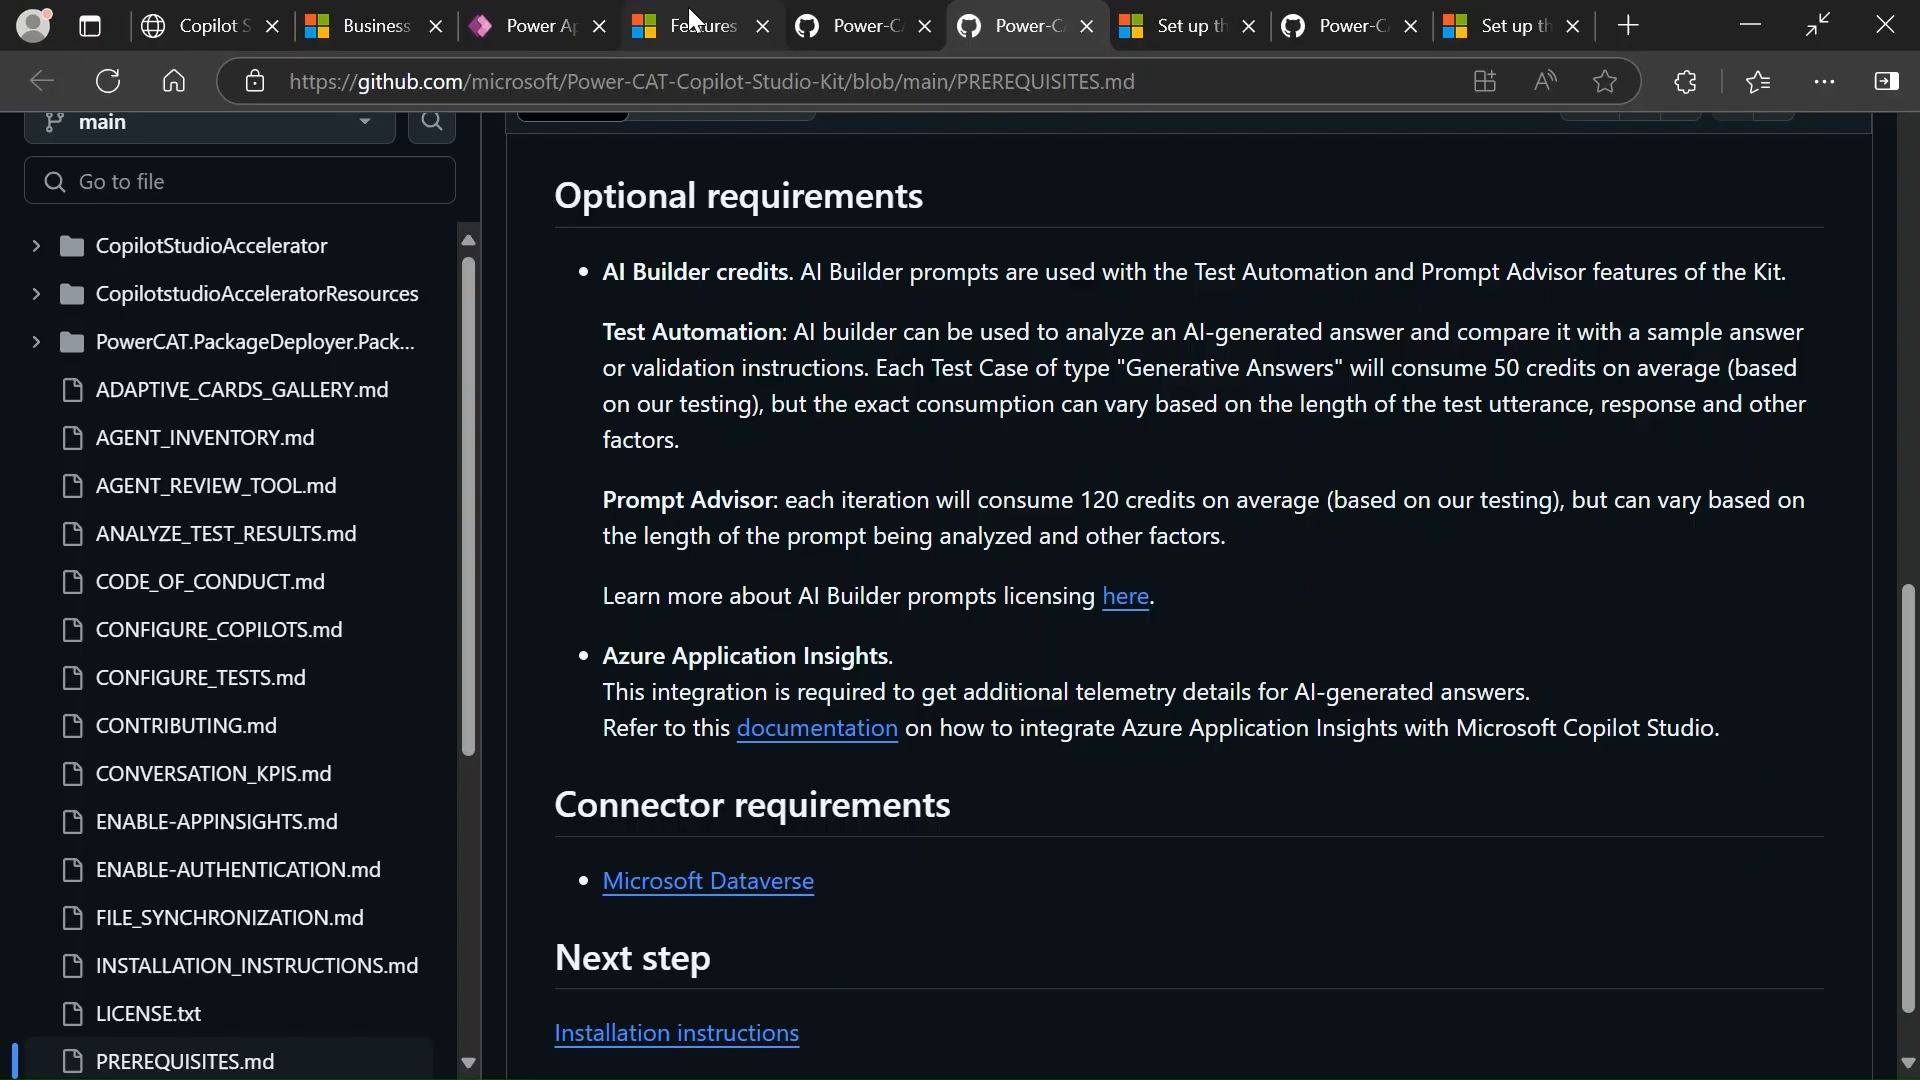 Copilot S
Business
Power Ap
Features
Power-CA
Power-CA
Set up th
Power-CA
Set up th
https://github.com/microsoft/Power-CAT-Copilot-Studio-Kit/blob/main/PREREQUISITES.md
main
Go to file
CopilotStudioAccelerator
CopilotstudioAcceleratorResources
PowerCAT.PackageDeployer.Pack...
ADAPTIVE_CARDS_GALLERY.md
AGENT_INVENTORY.md
AGENT_REVIEW_TOOL.md
ANALYZE_TEST_RESULTS.md
CODE_OF_CONDUCT.md
CONFIGURE_COPILOTS.md
CONFIGURE_TESTS.md
CONTRIBUTING.md
CONVERSATION_KPIS.md
ENABLE-APPINSIGHTS.md
ENABLE-AUTHENTICATION.md
FILE_SYNCHRONIZATION.md
INSTALLATION_INSTRUCTIONS.md
LICENSE.txt
PREREQUISITES.md
Optional requirements
• AI Builder credits. AI Builder prompts are used with the Test Automation and Prompt Advisor features of the Kit.
Test Automation: AI builder can be used to analyze an AI-generated answer and compare it with a sample answer
or validation instructions. Each Test Case of type "Generative Answers" will consume 50 credits on average (based
on our testing), but the exact consumption can vary based on the length of the test utterance, response and other
factors.
Prompt Advisor: each iteration will consume 120 credits on average (based on our testing), but can vary based on
the length of the prompt being analyzed and other factors.
Learn more about AI Builder prompts licensing here.
• Azure Application Insights.
This integration is required to get additional telemetry details for AI-generated answers.
Refer to this documentation on how to integrate Azure Application Insights with Microsoft Copilot Studio.
Connector requirements
• Microsoft Dataverse
Next step
Installation instructions